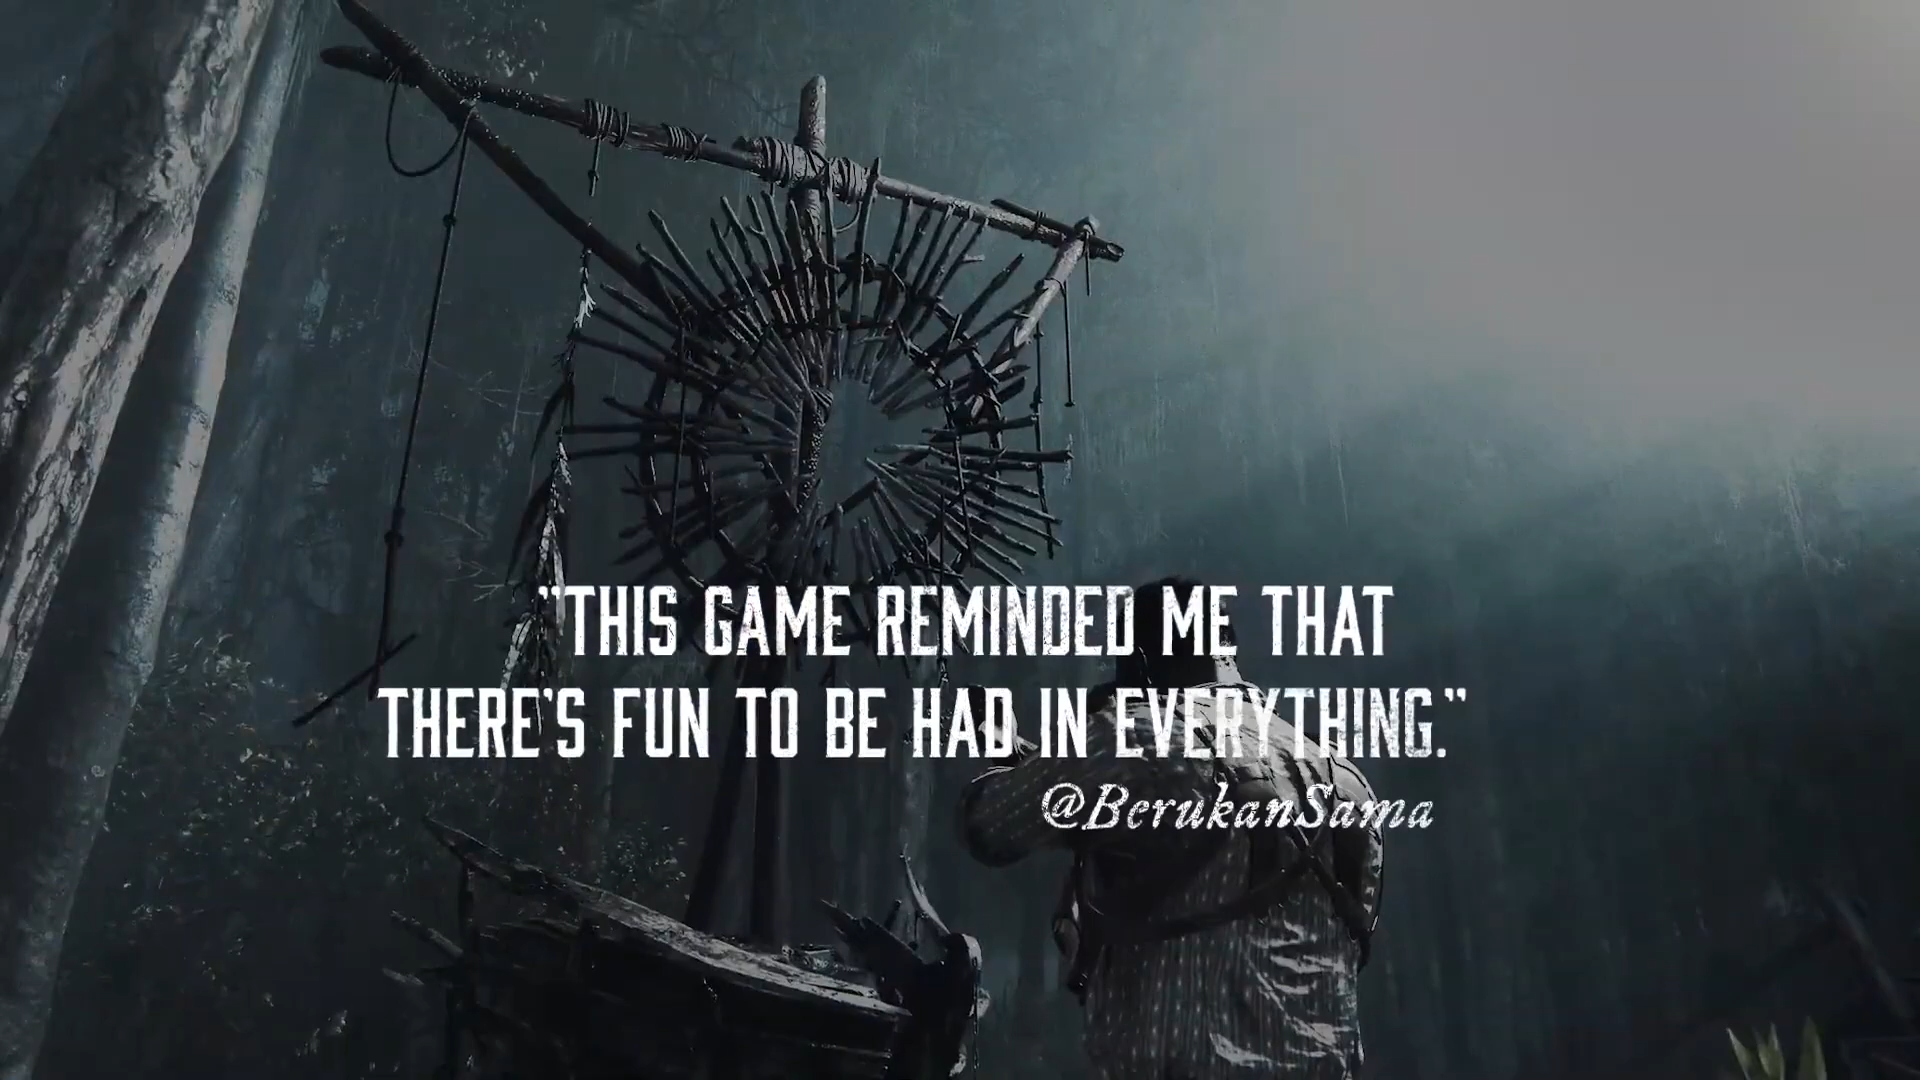 "THIS GAME REMINDED ME THAT
THERE'S FUN TO BE HAD IN EVERYTHING."
@BerukanSama